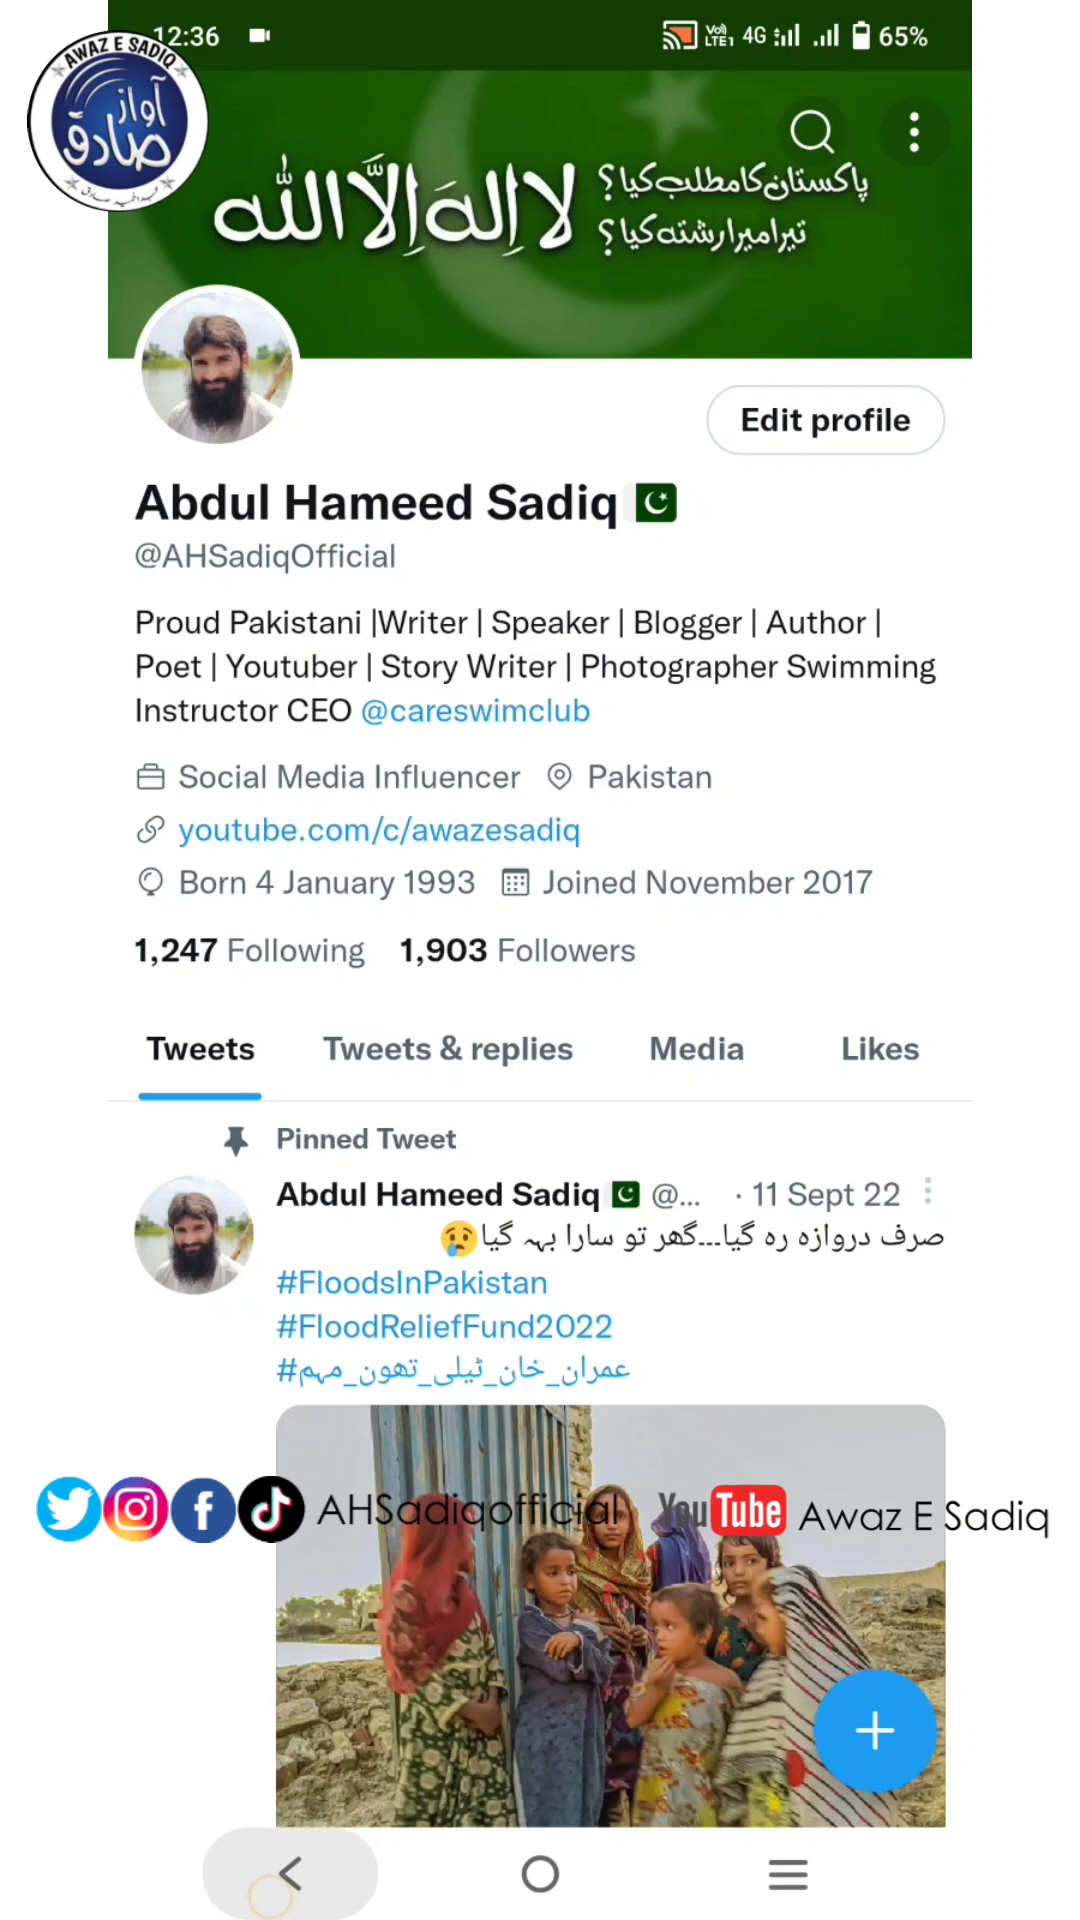 12:36
Vo) LTE1 4G 65%
AWAZ E SADIQ
آواز
صادق
پاکستان کا مطلب کیا ؟
لا اِلہَ اِلَّا اللہ
تیرا میرا رشتہ کیا ؟
Edit profile
Abdul Hameed Sadiq
@AHSadiqOfficial
Proud Pakistani |Writer | Speaker | Blogger | Author |
Poet | Youtuber | Story Writer | Photographer Swimming
Instructor CEO @careswimclub
Social Media Influencer Pakistan
youtube.com/c/awazesadiq
Born 4 January 1993 Joined November 2017
1,247 Following 1,903 Followers
Tweets Tweets & replies Media Likes
Pinned Tweet
Abdul Hameed Sadiq @... · 11 Sept 22
صرف دروازہ رہ گیا۔۔۔گھر تو سارا بہہ گیا😢
#FloodsInPakistan
#FloodReliefFund2022
#عمران_خان_ٹیلی_تھون_مہم
AHSadiqofficial YouTube Awaz E Sadiq